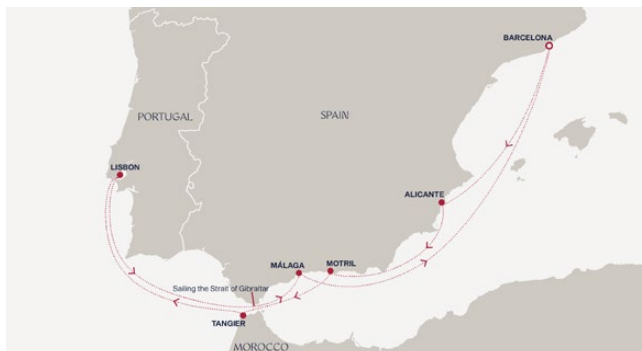 BARCELONA
PORTUGAL
SPAIN
LISBON
ALICANTE
MÁLAGA
MOTRIL
Sailing the Strait of Gibraltar
TANGIER
MOROCCO